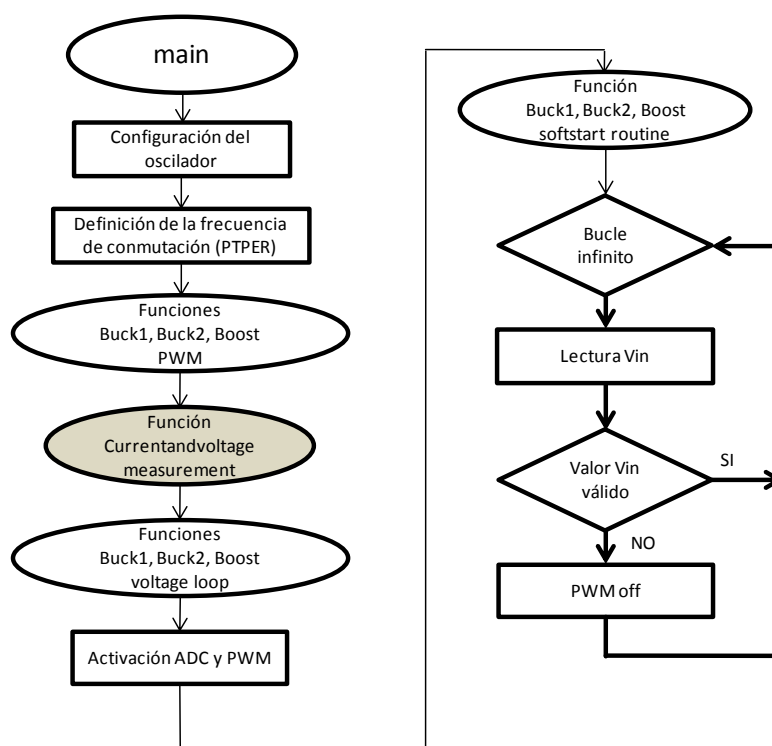 main
Configuración del
oscilador
Definición de la frecuencia
de conmutación (PTPER)
Funciones
Buck1, Buck2, Boost
PWM
Función
Currentandvoltage
measurement
Funciones
Buck1, Buck2, Boost
voltage loop
Activación ADC y PWM
Función
Buck1, Buck2, Boost
softstart routine
Bucle
infinito
Lectura Vin
Valor Vin
válido
SI
NO
PWM off